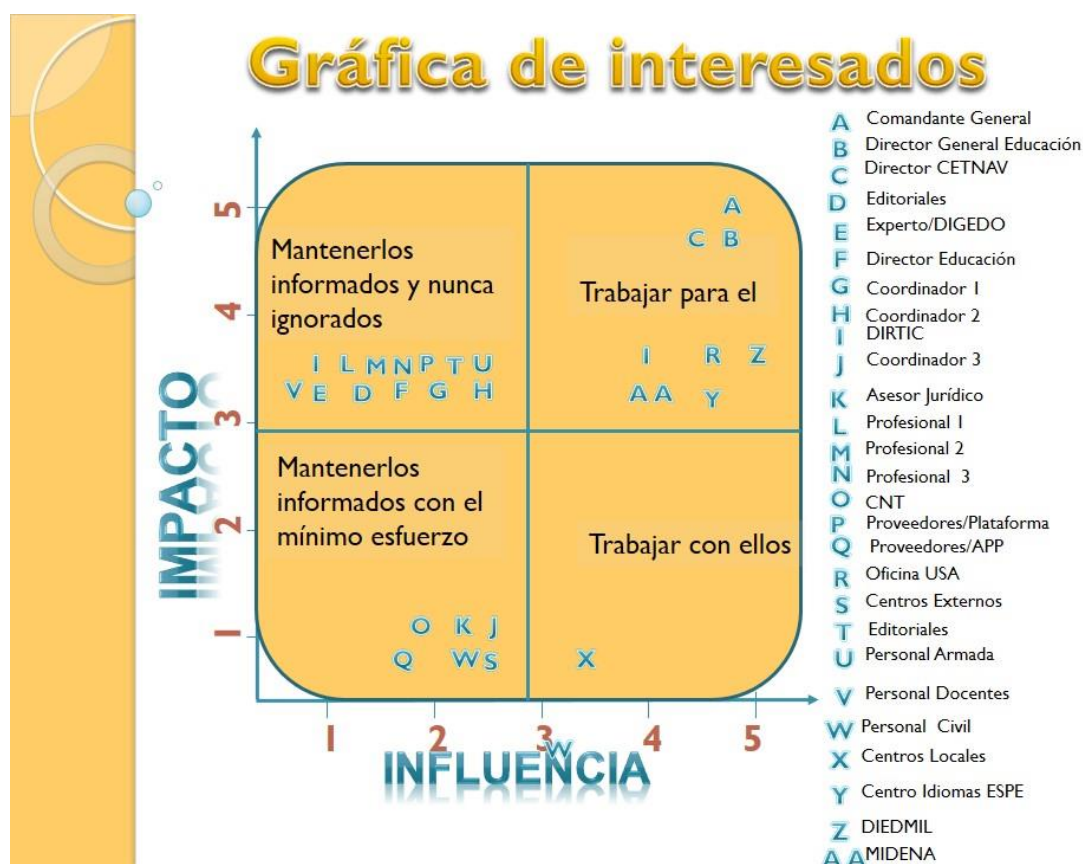 Gráfica de interesados
A Comandante General
B Director General Educación
C Director CETNAV
D Editoriales
E Experto/DIGEDO
F Director Educación
G Coordinador 1
H Coordinador 2
I DIRTIC
J Coordinador 3
K Asesor Jurídico
L Profesional 1
M Profesional 2
N Profesional 3
O CNT
P Proveedores/Plataforma
Q Proveedores/APP
R Oficina USA
S Centros Externos
T Editoriales
U Personal Armada
V Personal Docentes
W Personal Civil
X Centros Locales
Y Centro Idiomas ESPE
Z DIEDMIL
A A MIDENA
IMPACTO
5
4
3
2
1
Mantenerlos
informados y nunca
ignorados
I L M N P T U
V E D F G H
A
C B
Trabajar para el
I R Z
A A Y
Mantenerlos
informados con el
mínimo esfuerzo
O K J
Q W S
Trabajar con ellos
X
1 2 3 4 5
W
INFLUENCIA